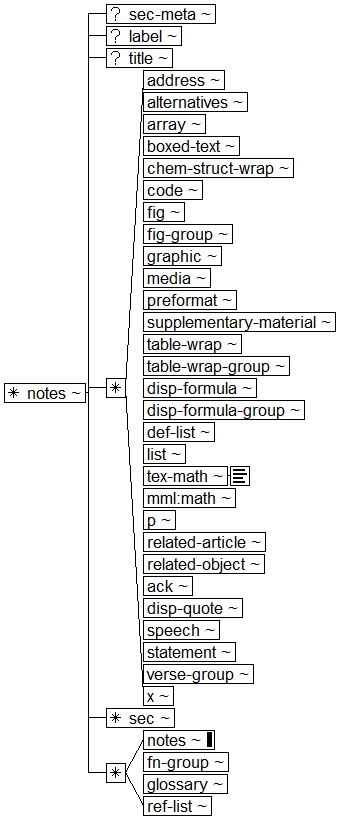 ? sec-meta ~
? label ~
? title ~
address ~
alternatives ~
array ~
boxed-text ~
chem-struct-wrap ~
code ~
fig ~
fig-group ~
graphic ~
media ~
preformat ~
supplementary-material ~
table-wrap ~
table-wrap-group ~
* notes ~
*
disp-formula ~
disp-formula-group ~
def-list ~
list ~
tex-math ~
mml:math ~
p ~
related-article ~
related-object ~
ack ~
disp-quote ~
speech ~
statement ~
verse-group ~
x ~
* sec ~
*
notes ~
fn-group ~
glossary ~
ref-list ~